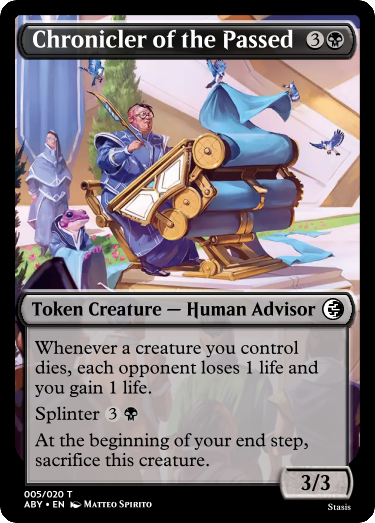 Chronicler of the Passed 3
Token Creature — Human Advisor
Whenever a creature you control
dies, each opponent loses 1 life and
you gain 1 life.
Splinter 3
At the beginning of your end step,
sacrifice this creature.
3/3
005/020 T
ABY • EN Matteo Spirito
Stasis